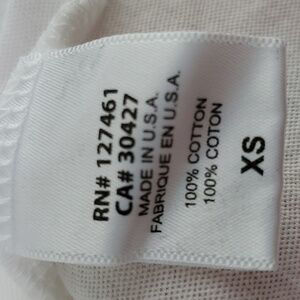 RN# 127461
CA# 30427
MADE IN U.S.A.
FABRIQUE EN U.S.A.
100% COTTON
100% COTON
XS